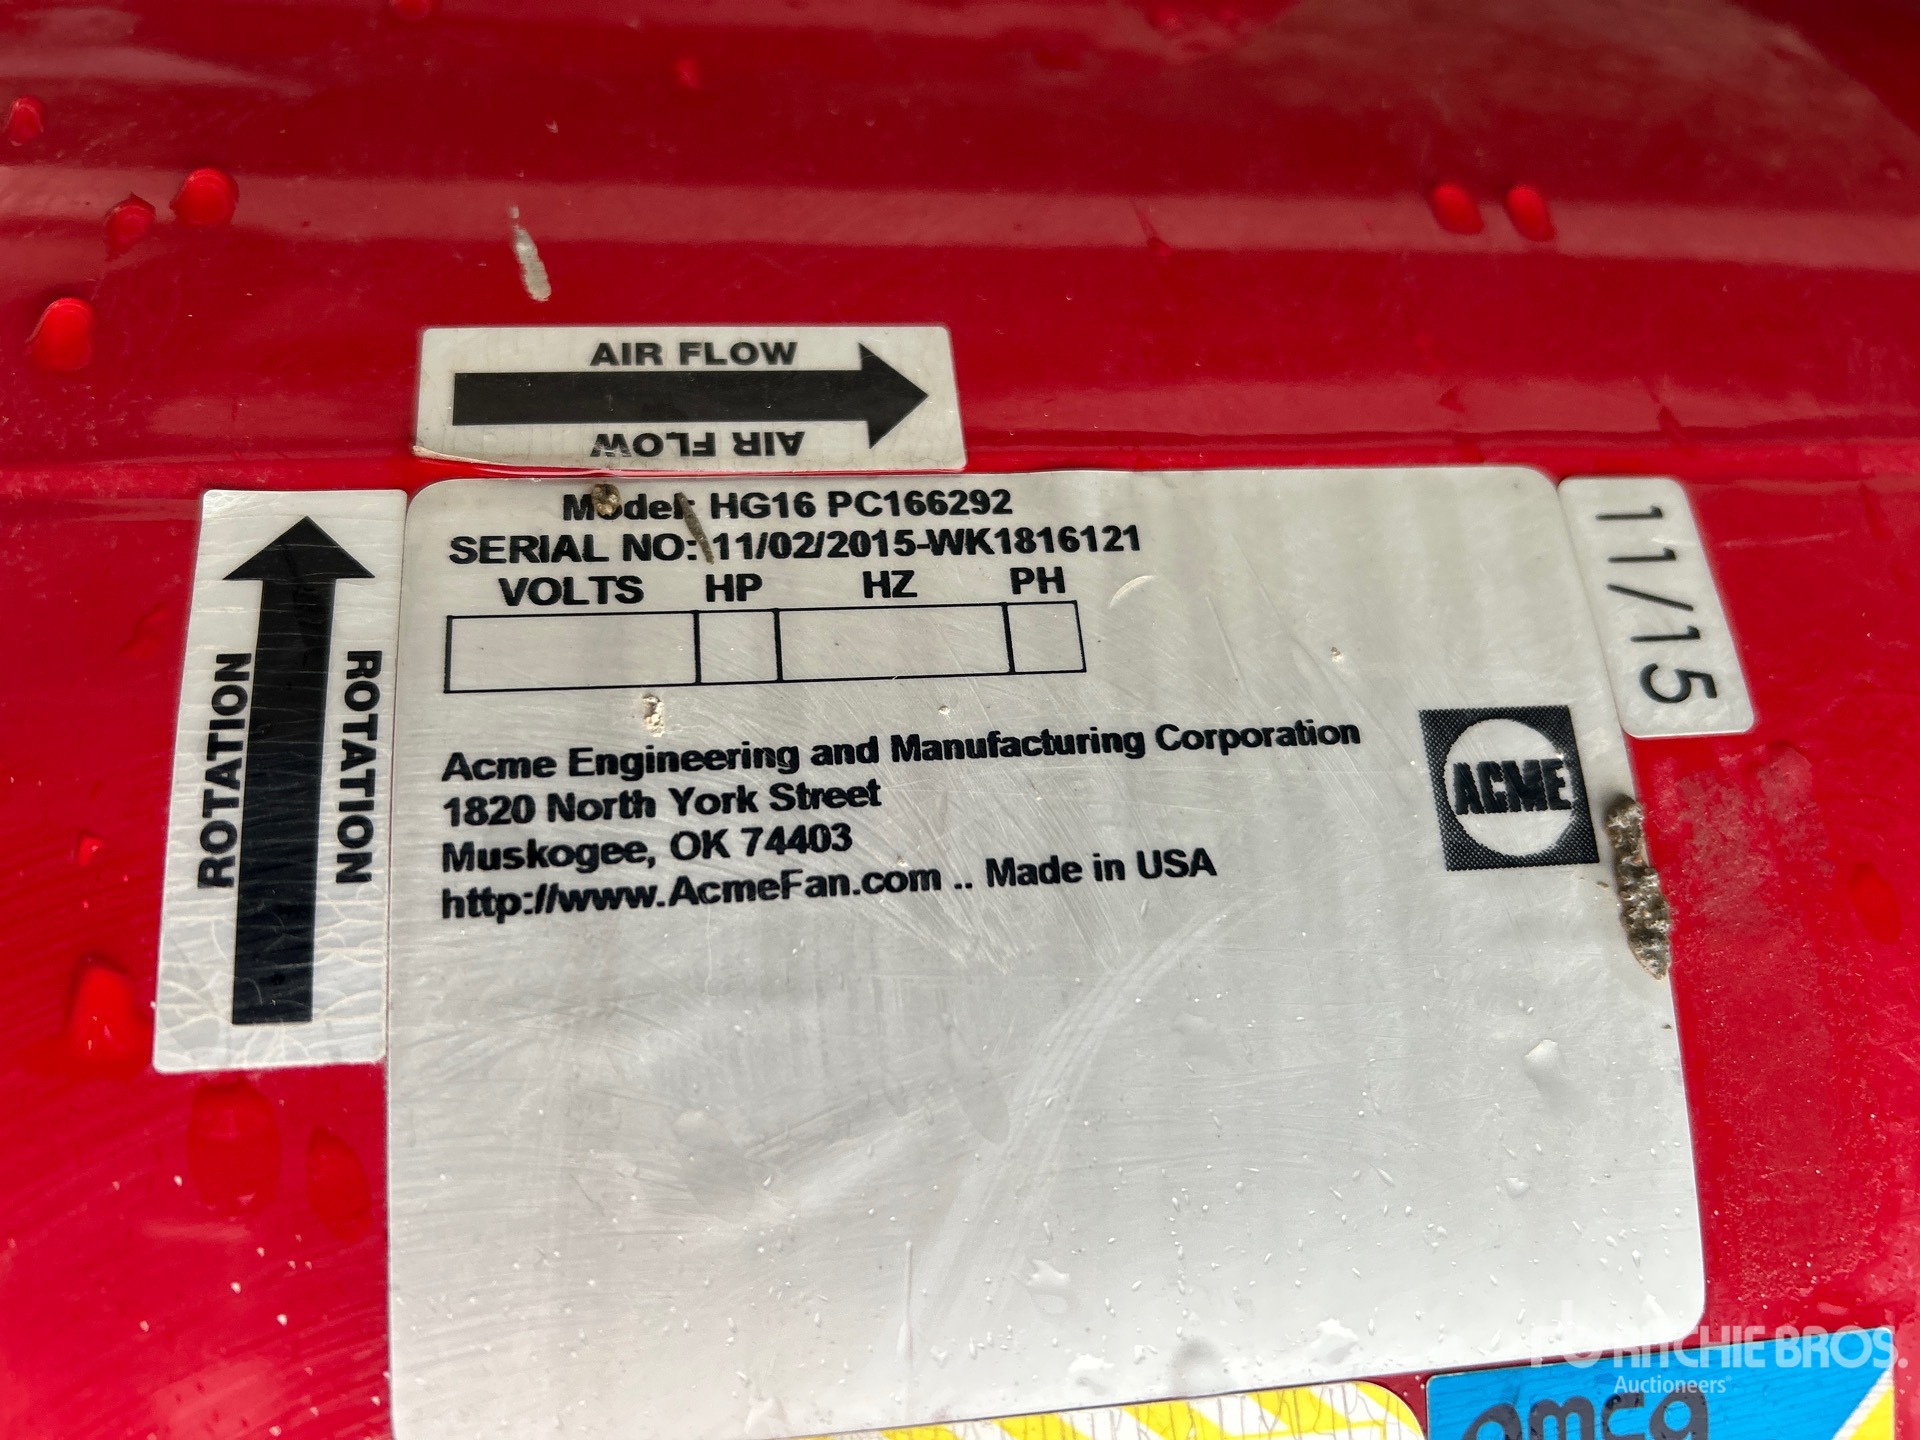 AIR FLOW
AIR FLOW
ROTATION
ROTATION
Model: HG16 PC166292
SERIAL NO: 11/02/2015-WK1816121
VOLTS HP HZ PH
11/15
Acme Engineering and Manufacturing Corporation
1820 North York Street
Muskogee, OK 74403
http://www.AcmeFan.com .. Made in USA
ACME
RITCHIE BROS.
Auctioneers
amca